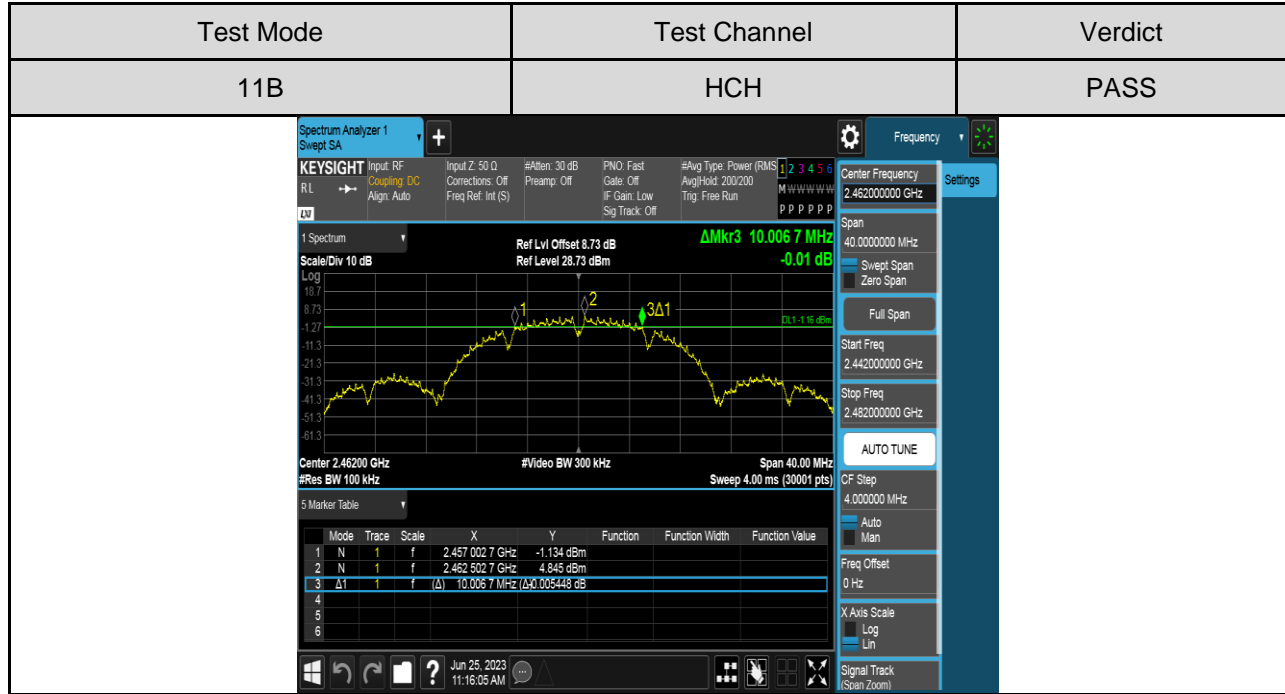 Test Mode Test Channel Verdict
11B HCH PASS
Spectrum Analyzer 1
Swept SA
+
Frequency
KEYSIGHT
RL
LXI
Input: RF
Coupling: DC
Align: Auto
Input Z: 50 Ω
Corrections: Off
Freq Ref: Int (S)
#Atten: 30 dB
Preamp: Off
PNO: Fast
Gate: Off
IF Gain: Low
Sig Track: Off
#Avg Type: Power (RMS
Avg|Hold: 200/200
Trig: Free Run
1 2 3 4 5 6
M W W W W W
P P P P P P
1 Spectrum
Scale/Div 10 dB
Ref Lvl Offset 8.73 dB
Ref Level 28.73 dBm
ΔMkr3 10.006 7 MHz
-0.01 dB
Log
18.7
8.73
-1.27
-11.3
-21.3
-31.3
-41.3
-51.3
-61.3
1
2
3Δ1
DL1 -1.16 dBm
Center 2.46200 GHz
#Res BW 100 kHz
#Video BW 300 kHz
Span 40.00 MHz
Sweep 4.00 ms (30001 pts)
5 Marker Table
Mode Trace Scale X Y Function Function Width Function Value
1 N 1 f 2.457 002 7 GHz -1.134 dBm
2 N 1 f 2.462 502 7 GHz 4.845 dBm
3 Δ1 1 f (Δ) 10.006 7 MHz (Δ) -0.005448 dB
4
5
6
Jun 25, 2023
11:16:05 AM
?
Center Frequency
2.462000000 GHz
Settings
Span
40.0000000 MHz
Swept Span
Zero Span
Full Span
Start Freq
2.442000000 GHz
Stop Freq
2.482000000 GHz
AUTO TUNE
CF Step
4.000000 MHz
Auto
Man
Freq Offset
0 Hz
X Axis Scale
Log
Lin
Signal Track
(Span Zoom)